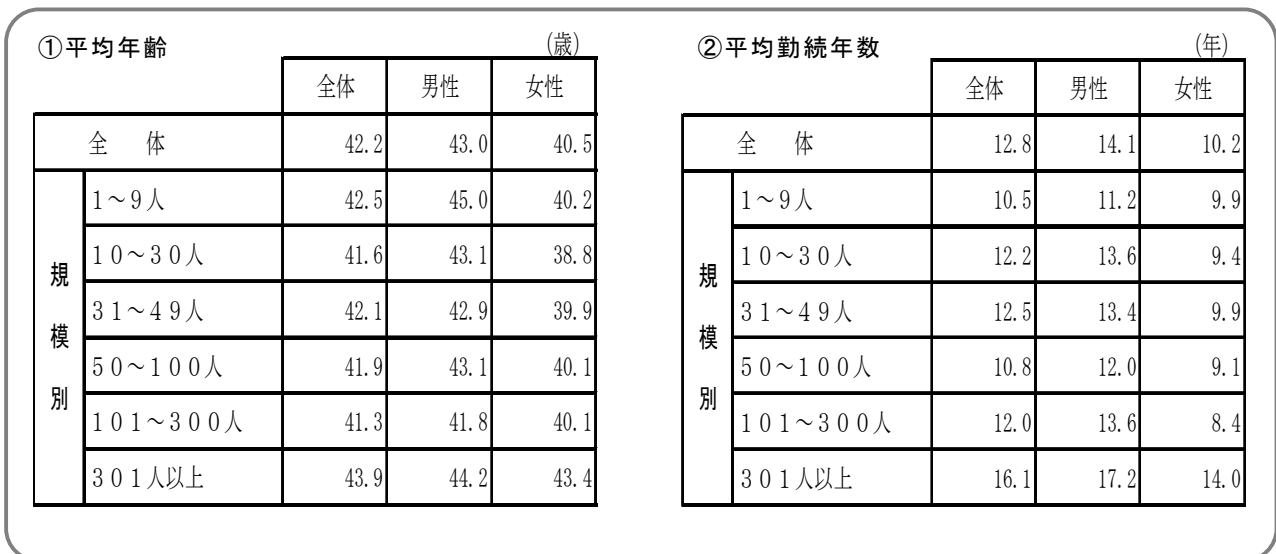 ①平均年齢 (歳)
全体 男性 女性
全 体 42.2 43.0 40.5
規模別
1～9人 42.5 45.0 40.2
10～30人 41.6 43.1 38.8
31～49人 42.1 42.9 39.9
50～100人 41.9 43.1 40.1
101～300人 41.3 41.8 40.1
301人以上 43.9 44.2 43.4
②平均勤続年数 (年)
全体 男性 女性
全 体 12.8 14.1 10.2
規模別
1～9人 10.5 11.2 9.9
10～30人 12.2 13.6 9.4
31～49人 12.5 13.4 9.9
50～100人 10.8 12.0 9.1
101～300人 12.0 13.6 8.4
301人以上 16.1 17.2 14.0